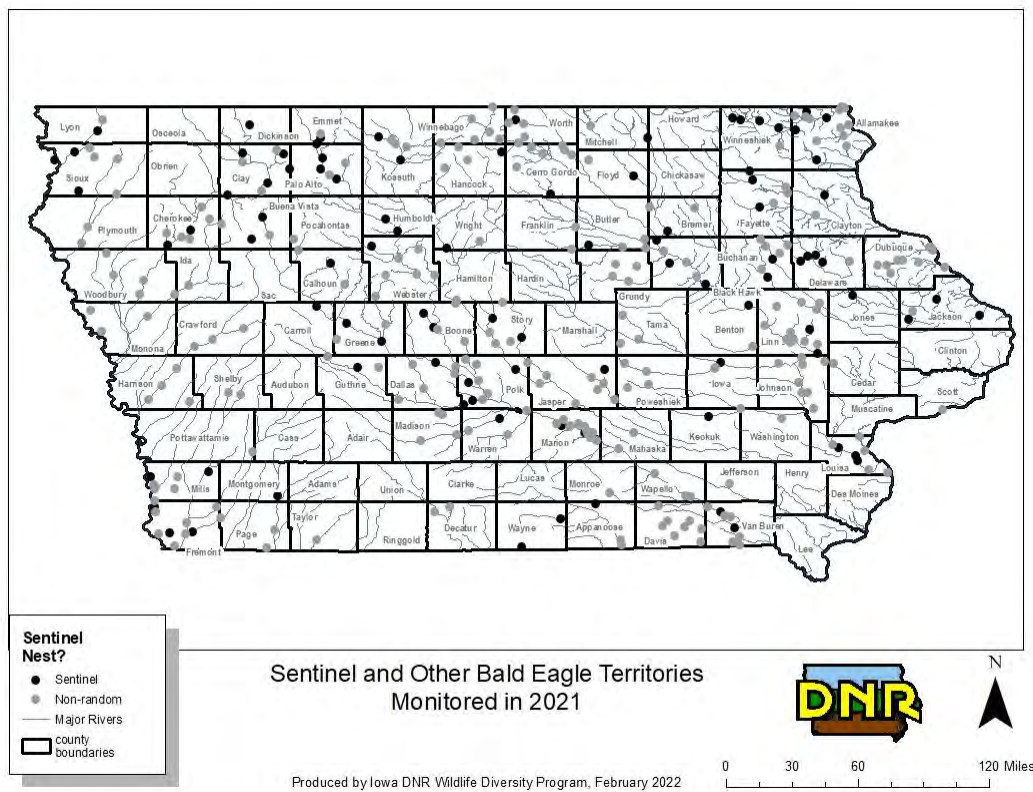 Lyon
Osceola
Dickinson
Emmet
Winnebago
Worth
Mitchell
Howard
Winneshiek
Allamakee
Sioux
Obrien
Clay
Palo Alto
Kossuth
Hancock
Cerro Gordo
Floyd
Chickasaw
Plymouth
Cherokee
Buena Vista
Pocahontas
Humboldt
Wright
Franklin
Butler
Bremer
Fayette
Clayton
Woodbury
Ida
Sac
Calhoun
Webster
Hamilton
Hardin
Grundy
Black Hawk
Buchanan
Delaware
Dubuque
Monona
Crawford
Carroll
Greene
Boone
Story
Marshall
Tama
Benton
Linn
Jones
Jackson
Clinton
Harrison
Shelby
Audubon
Guthrie
Dallas
Polk
Jasper
Poweshiek
Iowa
Johnson
Cedar
Scott
Muscatine
Pottawattamie
Cass
Adair
Madison
Warren
Marion
Mahaska
Keokuk
Washington
Louisa
Mills
Montgomery
Adams
Union
Clarke
Lucas
Monroe
Wapello
Jefferson
Henry
Des Moines
Fremont
Page
Taylor
Ringgold
Decatur
Wayne
Appanoose
Davis
Van Buren
Lee
Sentinel
Nest?
Sentinel
Non-random
Major Rivers
county
boundaries
Sentinel and Other Bald Eagle Territories
Monitored in 2021
Produced by Iowa DNR Wildlife Diversity Program, February 2022
DNR
N
0 30 60 120 Miles